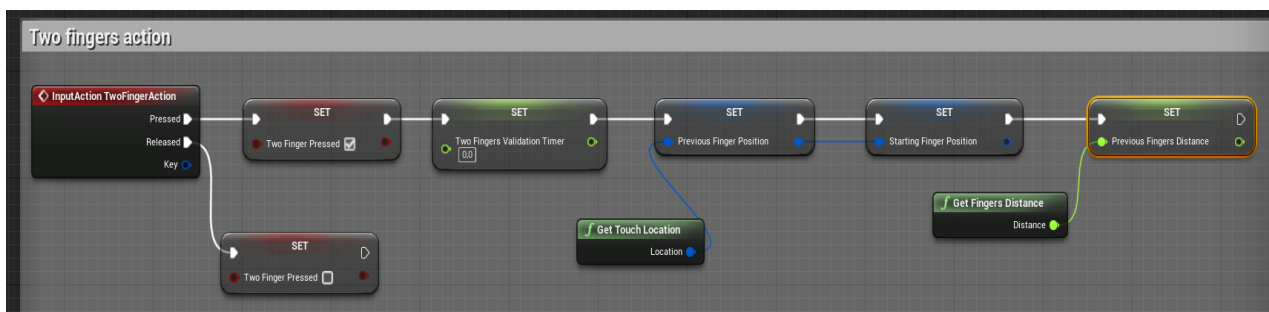 Two fingers action
InputAction TwoFingerAction
Pressed
Released
Key
SET
Two Finger Pressed
SET
Two Fingers Validation Timer
0.0
SET
Previous Finger Position
SET
Starting Finger Position
SET
Previous Fingers Distance
f Get Fingers Distance
Distance
f Get Touch Location
Location
SET
Two Finger Pressed